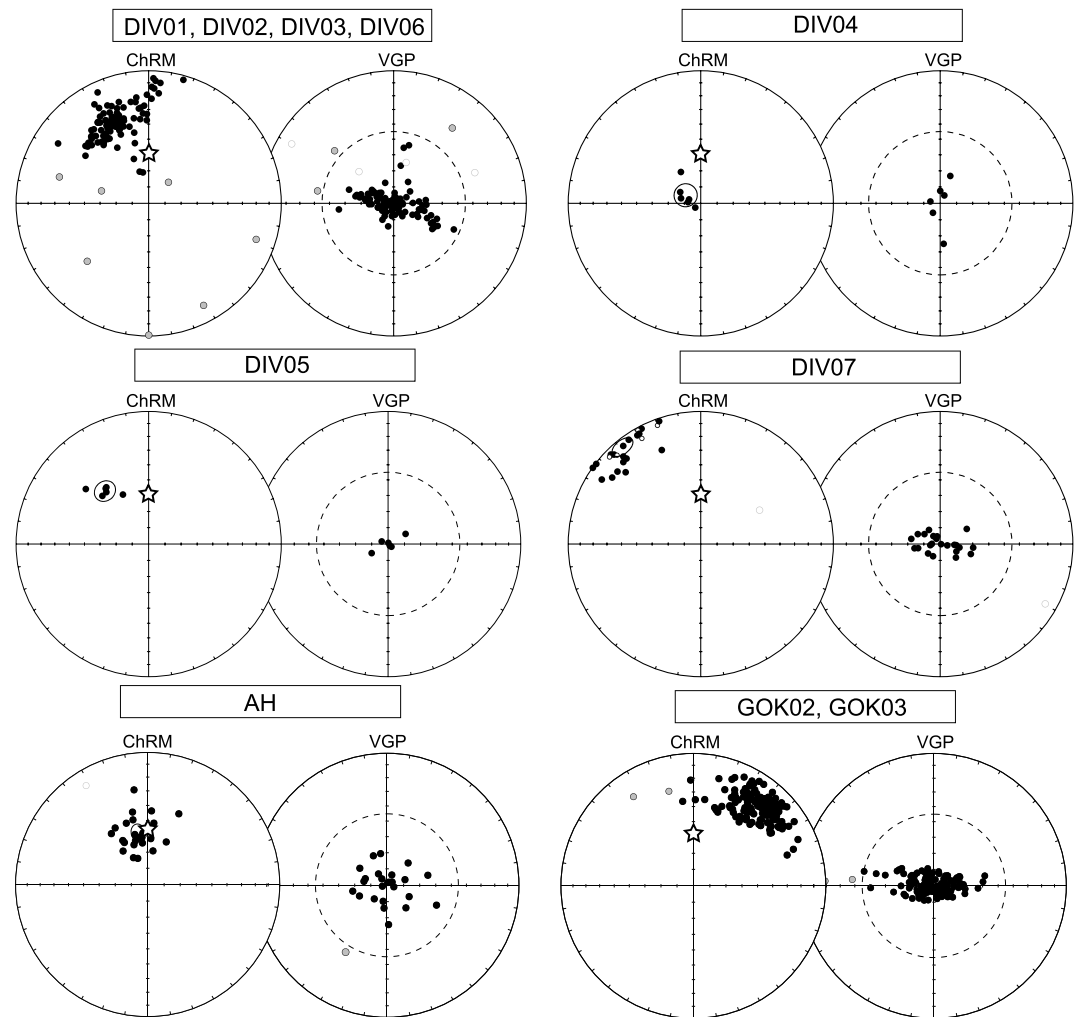 DIV01, DIV02, DIV03, DIV06
ChRM VGP
DIV04
ChRM VGP
DIV05
ChRM VGP
DIV07
ChRM VGP
AH
ChRM VGP
GOK02, GOK03
ChRM VGP